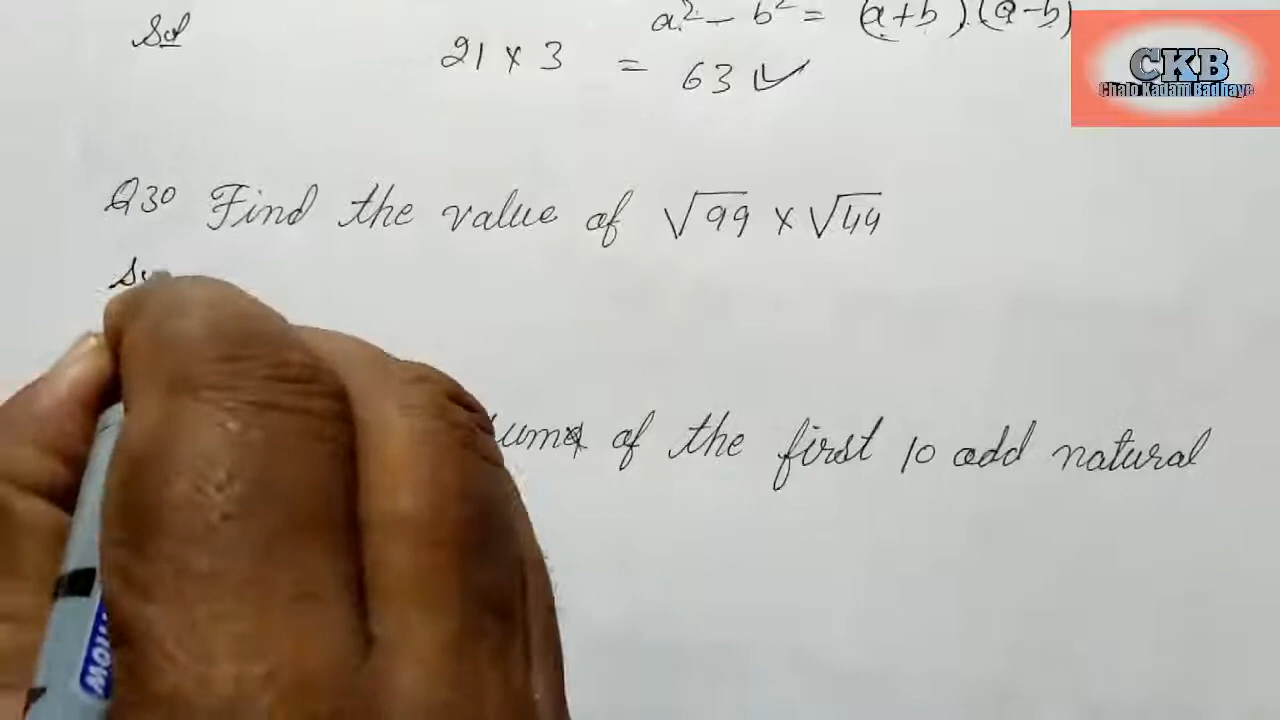 a² - b² = (a+b)(a-b)
Sol
21 × 3 = 63
CKB
Chalo Kadam Badhaye
Q30 Find the value of √99 × √44
of the first 10 odd natural